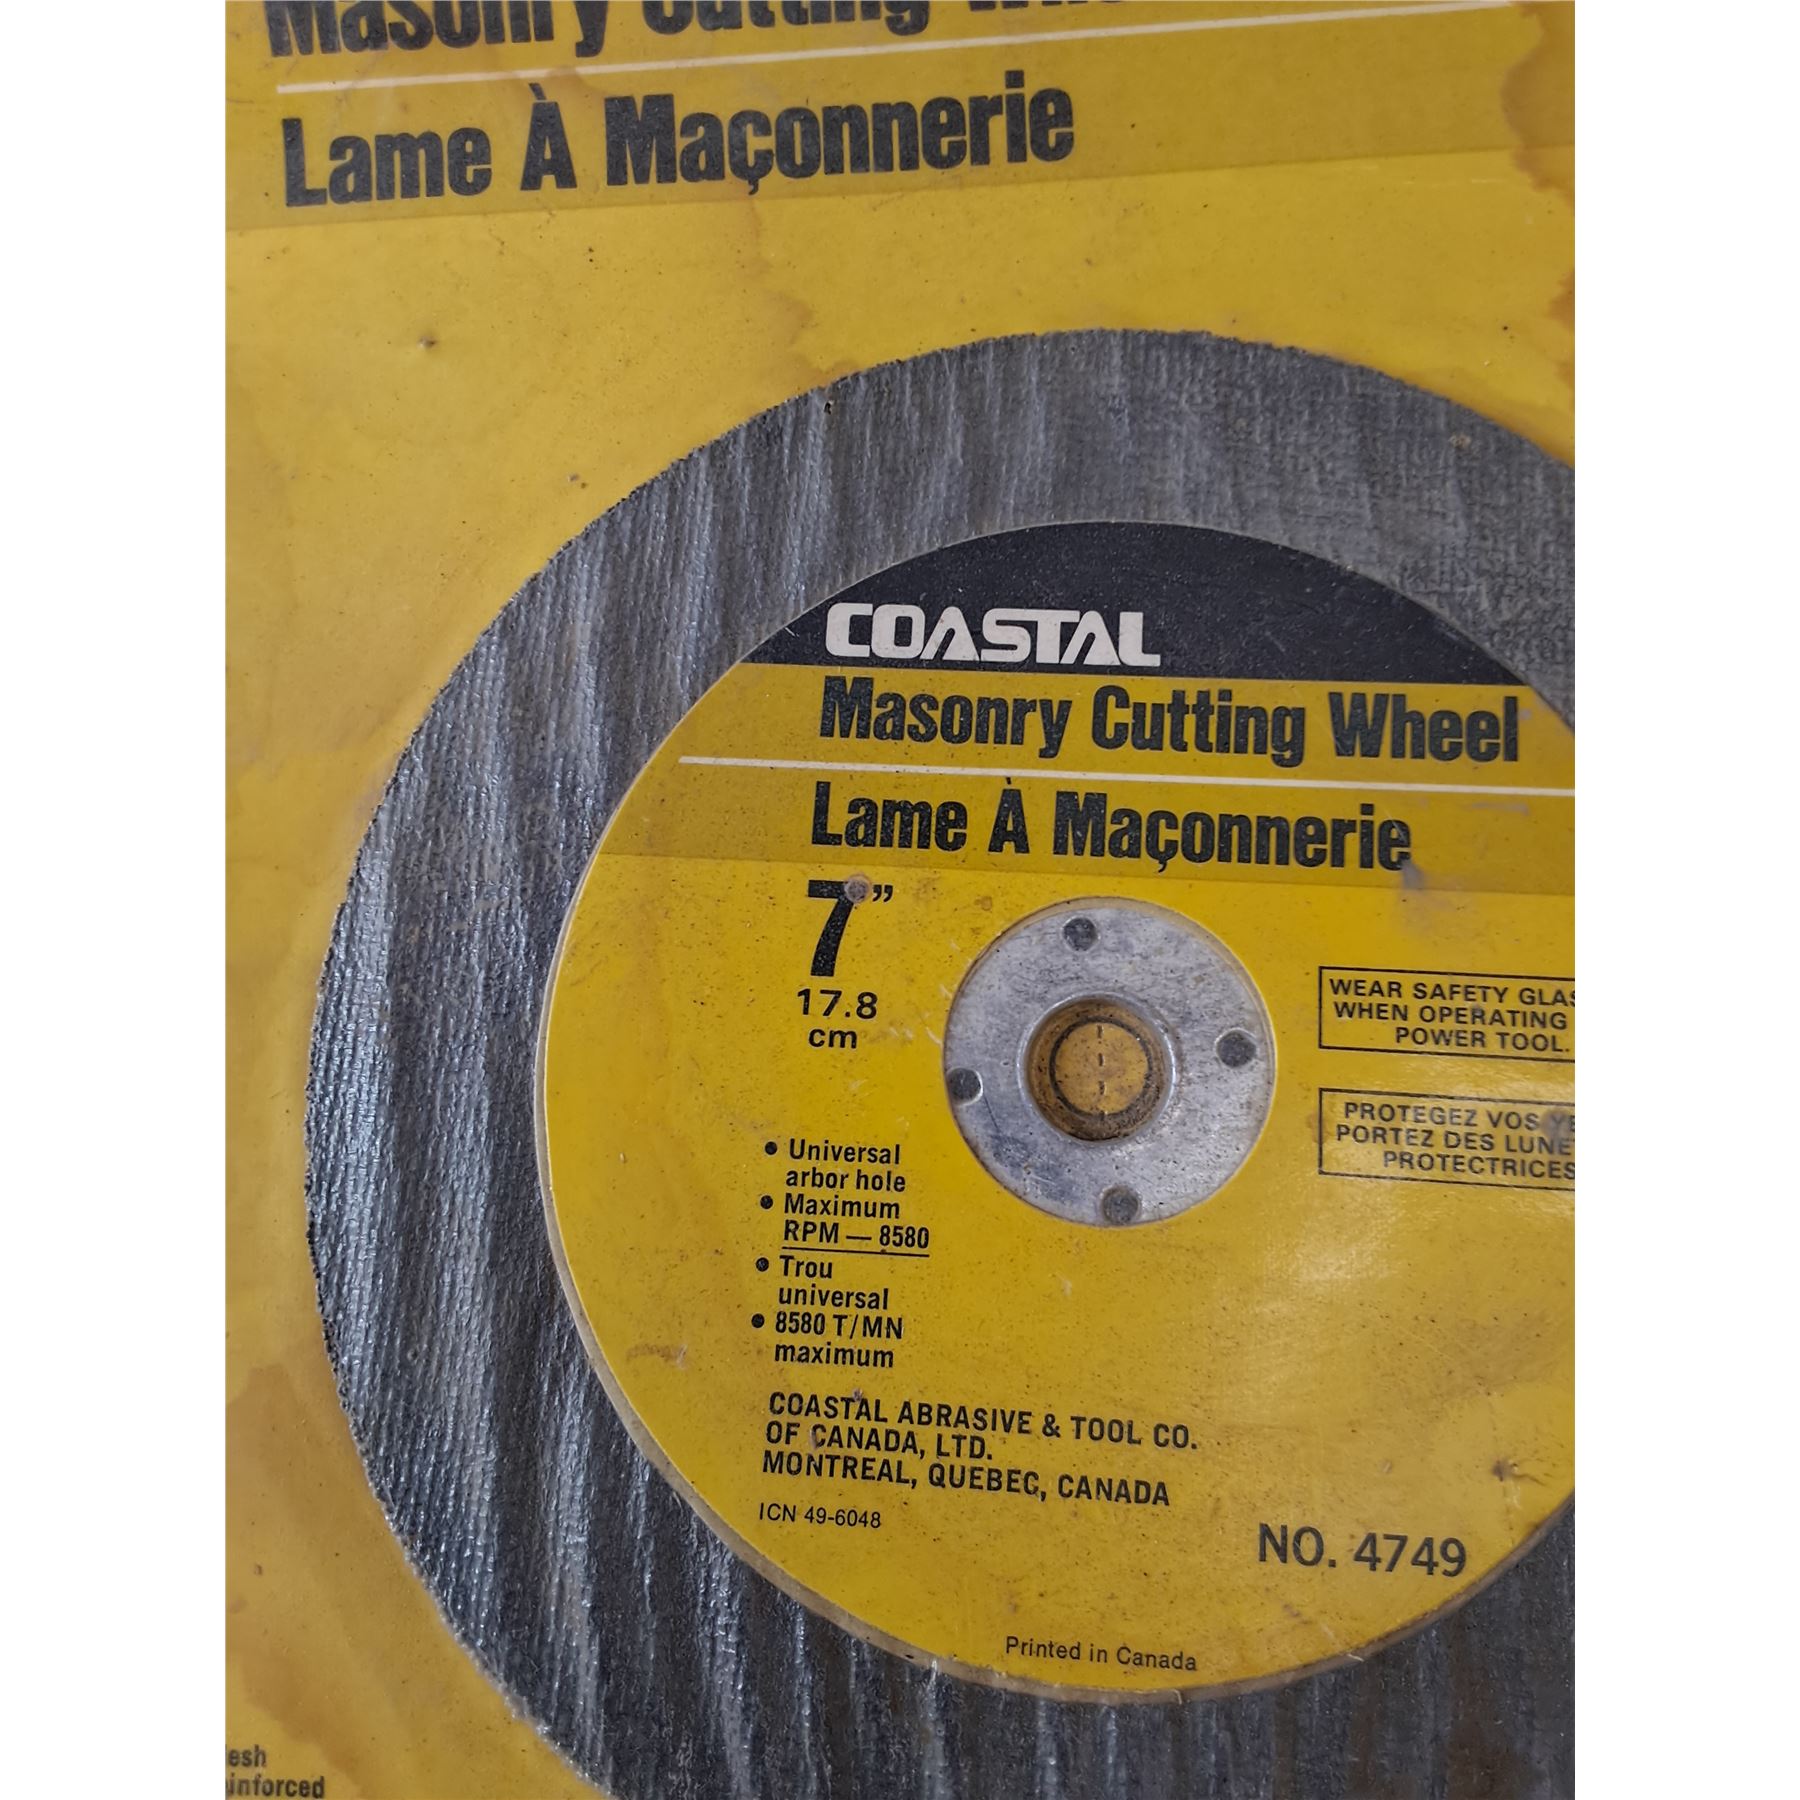 Masonry Cutting
Lame À Maçonnerie
COASTAL
Masonry Cutting Wheel
Lame À Maçonnerie
7”
17.8
cm
WEAR SAFETY
WHEN OPERATING
POWER TOOL.
PROTEGEZ VOS
PORTEZ DES
PROTECTRICES
• Universal
arbor hole
• Maximum
RPM — 8580
• Trou
universal
• 8580 T/MN
maximum
COASTAL ABRASIVE & TOOL CO.
OF CANADA, LTD.
MONTREAL, QUEBEC, CANADA
ICN 49-6048
NO. 4749
Printed in Canada